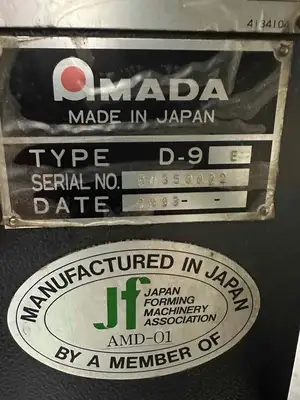 4134104
AMADA
MADE IN JAPAN
TYPE D-9
SERIAL NO.
DATE
MANUFACTURED IN JAPAN
Jf JAPAN
FORMING
MACHINERY
ASSOCIATION
AMD-01
BY A MEMBER OF